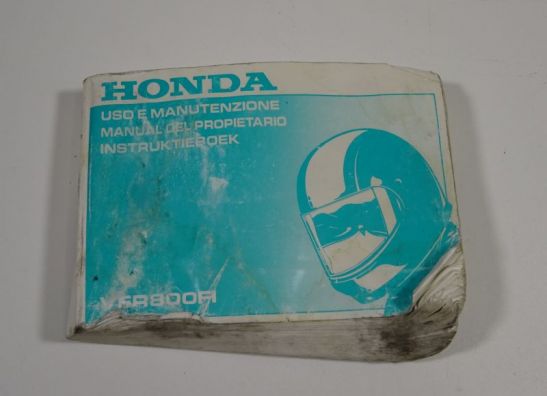 HONDA
USO E MANUTENZIONE
MANUAL DEL PROPIETARIO
INSTRUKTIEBOEK
VFR800FI